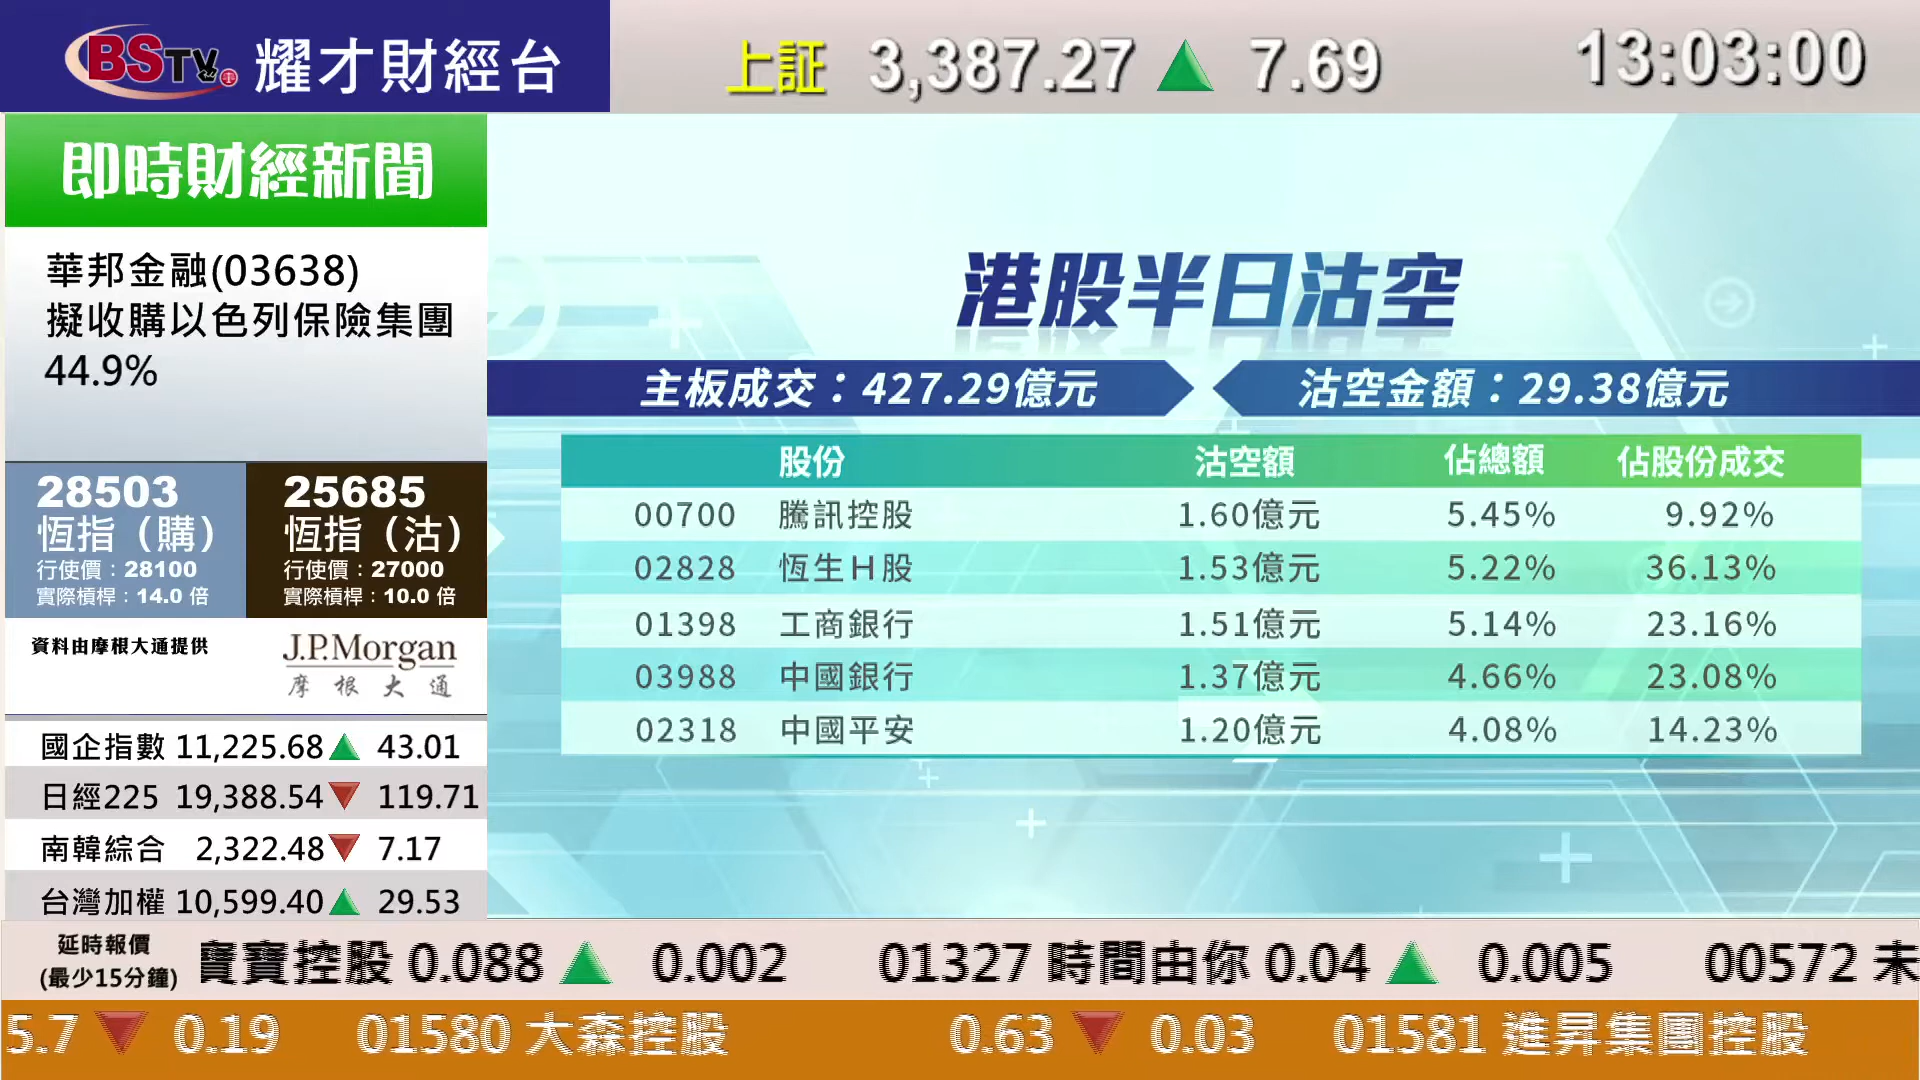 BSTV 耀才財經台
上証 3,387.27 ▲ 7.69
13:03:00
即時財經新聞
華邦金融(03638)
擬收購以色列保險集團
44.9%
28503
恆指（購）
行使價：28100
實際槓桿：14.0 倍
25685
恆指（沽）
行使價：27000
實際槓桿：10.0 倍
資料由摩根大通提供
J.P.Morgan
摩根大通
國企指數 11,225.68 ▲ 43.01
日經225 19,388.54 ▼ 119.71
南韓綜合 2,322.48 ▼ 7.17
台灣加權 10,599.40 ▲ 29.53
港股半日沽空
主板成交：427.29億元
沽空金額：29.38億元
股份 沽空額 佔總額 佔股份成交
00700 騰訊控股 1.60億元 5.45% 9.92%
02828 恆生H股 1.53億元 5.22% 36.13%
01398 工商銀行 1.51億元 5.14% 23.16%
03988 中國銀行 1.37億元 4.66% 23.08%
02318 中國平安 1.20億元 4.08% 14.23%
延時報價
(最少15分鐘)
寶寶控股 0.088 ▲ 0.002 01327 時間由你 0.04 ▲ 0.005 00572 未
5.7 ▼ 0.19 01580 大森控股 0.63 ▼ 0.03 01581 進昇集團控股